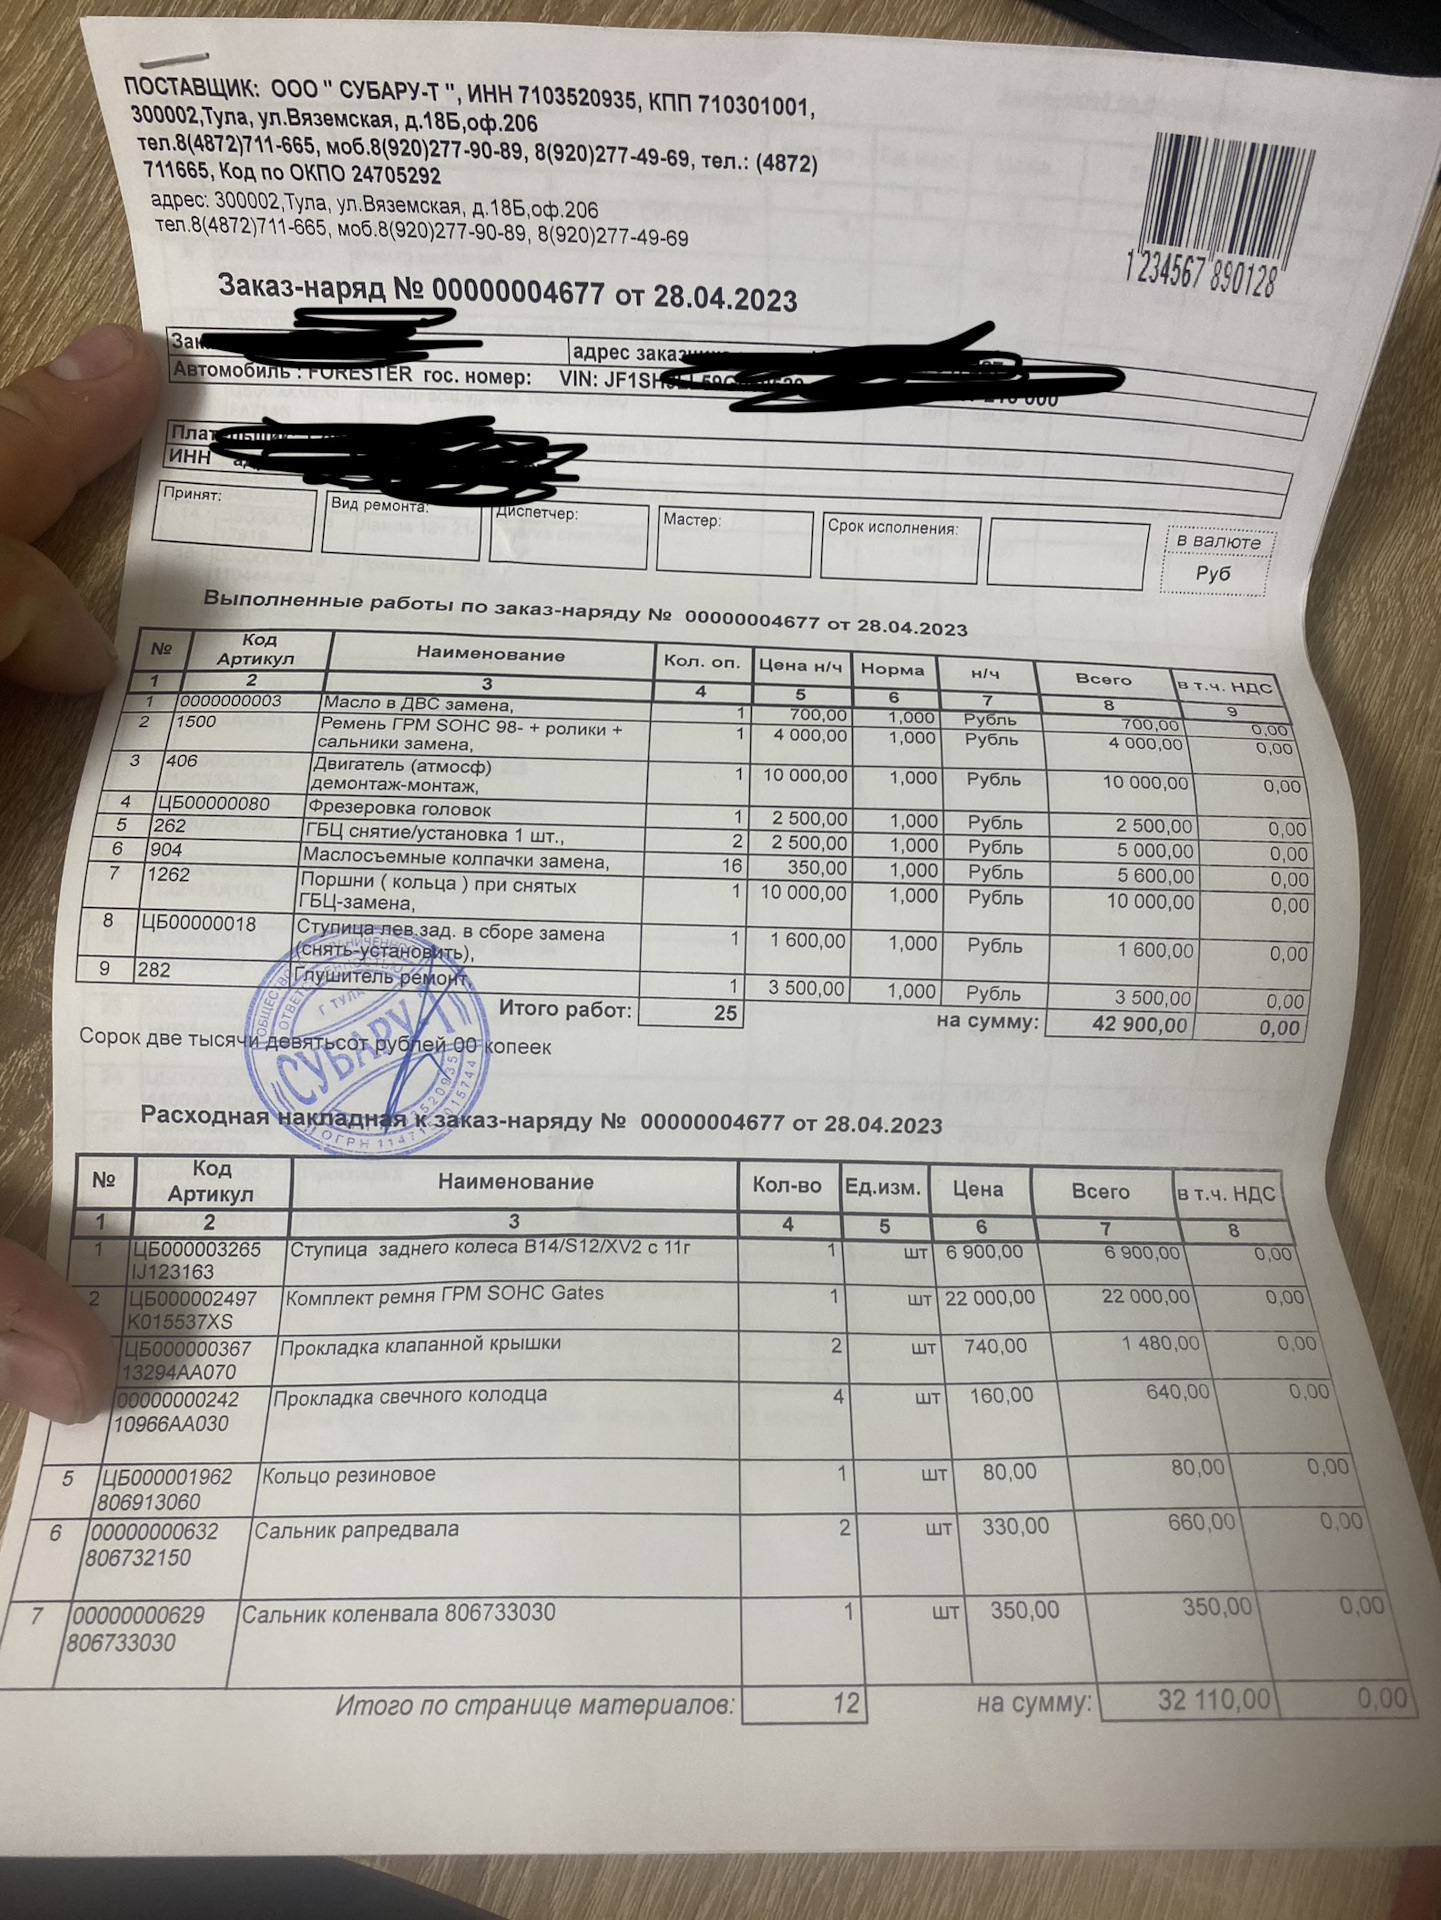 ПОСТАВЩИК: ООО " СУБАРУ-Т ", ИНН 7103520935, КПП 710301001,
300002,Тула, ул.Вяземская, д.18Б,оф.206
тел.8(4872)711-665, моб.8(920)277-90-89, 8(920)277-49-69, тел.: (4872)
711665, Код по ОКПО 24705292
адрес: 300002,Тула, ул.Вяземская, д.18Б,оф.206
тел.8(4872)711-665, моб.8(920)277-90-89, 8(920)277-49-69
1234567 890128
Заказ-наряд № 00000004677 от 28.04.2023
адрес
Автомобиль : FORESTER гос. номер: VIN:
ИНН
Принят: Вид ремонта: Диспетчер: Мастер: Срок исполнения: в валюте
Руб
Выполненные работы по заказ-наряду № 00000004677 от 28.04.2023
№ Код Артикул Наименование Кол. оп. Цена н/ч Норма н/ч Всего в т.ч. НДС
1 2 3 4 5 6 7 8 9
1 0000000003 Масло в ДВС замена, 1 700,00 1,000 Рубль 700,00 0,00
2 1500 Ремень ГРМ SOHC 98- + ролики + 1 4 000,00 1,000 Рубль 4 000,00 0,00
сальники замена,
3 406 Двигатель (атмосф) 1 10 000,00 1,000 Рубль 10 000,00 0,00
демонтаж-монтаж,
4 ЦБ00000080 Фрезеровка головок 1 2 500,00 1,000 Рубль 2 500,00 0,00
5 262 ГБЦ снятие/установка 1 шт., 2 2 500,00 1,000 Рубль 5 000,00 0,00
6 904 Маслосъемные колпачки замена, 16 350,00 1,000 Рубль 5 600,00 0,00
7 1262 Поршни ( кольца ) при снятых 1 10 000,00 1,000 Рубль 10 000,00 0,00
ГБЦ-замена,
8 ЦБ00000018 Ступица лев.зад. в сборе замена 1 1 600,00 1,000 Рубль 1 600,00 0,00
(снять-установить),
9 282 Глушитель ремонт, 1 3 500,00 1,000 Рубль 3 500,00 0,00
Итого работ: 25 на сумму: 42 900,00 0,00
Сорок две тысячи девятьсот рублей 00 копеек
Г ТУЛА
СУБАРУ-Т
Расходная накладная к заказ-наряду № 00000004677 от 28.04.2023
№ Код Артикул Наименование Кол-во Ед.изм. Цена Всего в т.ч. НДС
1 2 3 4 5 6 7 8
1 ЦБ000003265 Ступица заднего колеса B14/S12/XV2 с 11г 1 шт 6 900,00 6 900,00 0,00
IJ123163
2 ЦБ000002497 Комплект ремня ГРМ SOHC Gates 1 шт 22 000,00 22 000,00 0,00
K015537XS
ЦБ000000367 Прокладка клапанной крышки 2 шт 740,00 1 480,00 0,00
13294AA070
00000000242 Прокладка свечного колодца 4 шт 160,00 640,00 0,00
10966AA030
5 ЦБ000001962 Кольцо резиновое 1 шт 80,00 80,00 0,00
806913060
6 00000000632 Сальник рапредвала 2 шт 330,00 660,00 0,00
806732150
7 00000000629 Сальник коленвала 806733030 1 шт 350,00 350,00 0,00
806733030
Итого по странице материалов: 12 на сумму: 32 110,00 0,00